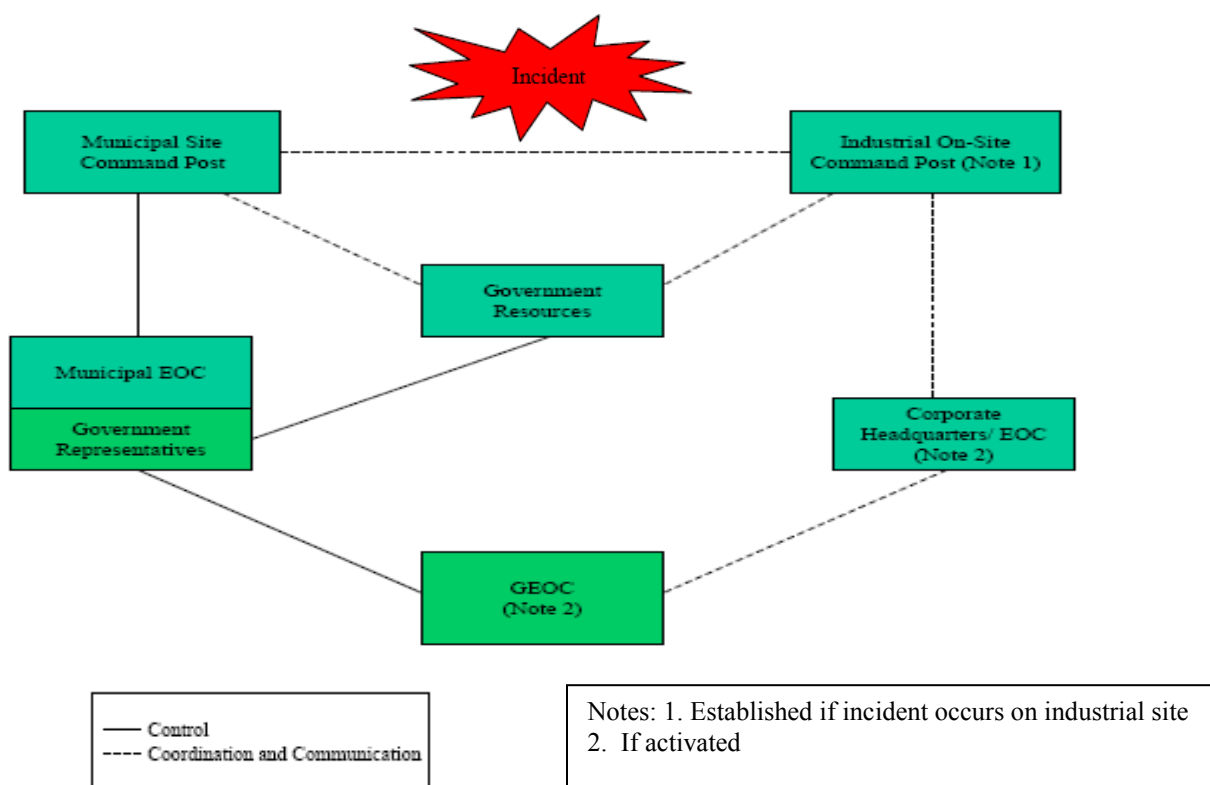 Incident
Municipal Site
Command Post
Industrial On-Site
Command Post (Note 1)
Government
Resources
Municipal EOC
Government
Representatives
Corporate
Headquarters/ EOC
(Note 2)
GEOC
(Note 2)
Control
Coordination and Communication
Notes: 1. Established if incident occurs on industrial site
2. If activated